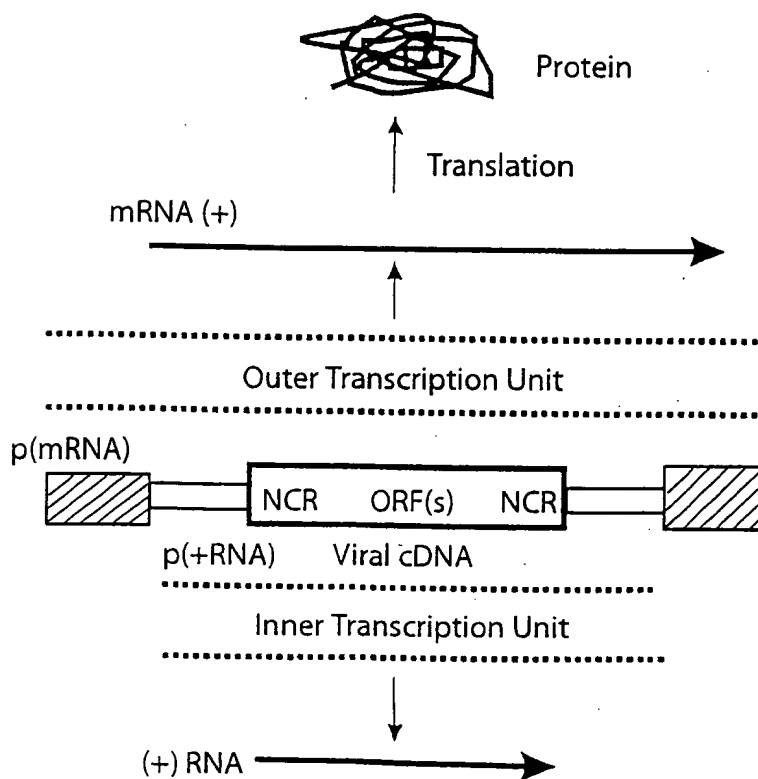 Protein
Translation
mRNA (+)
Outer Transcription Unit
p(mRNA)
NCR ORF(s) NCR
p(+RNA) Viral cDNA
Inner Transcription Unit
(+) RNA